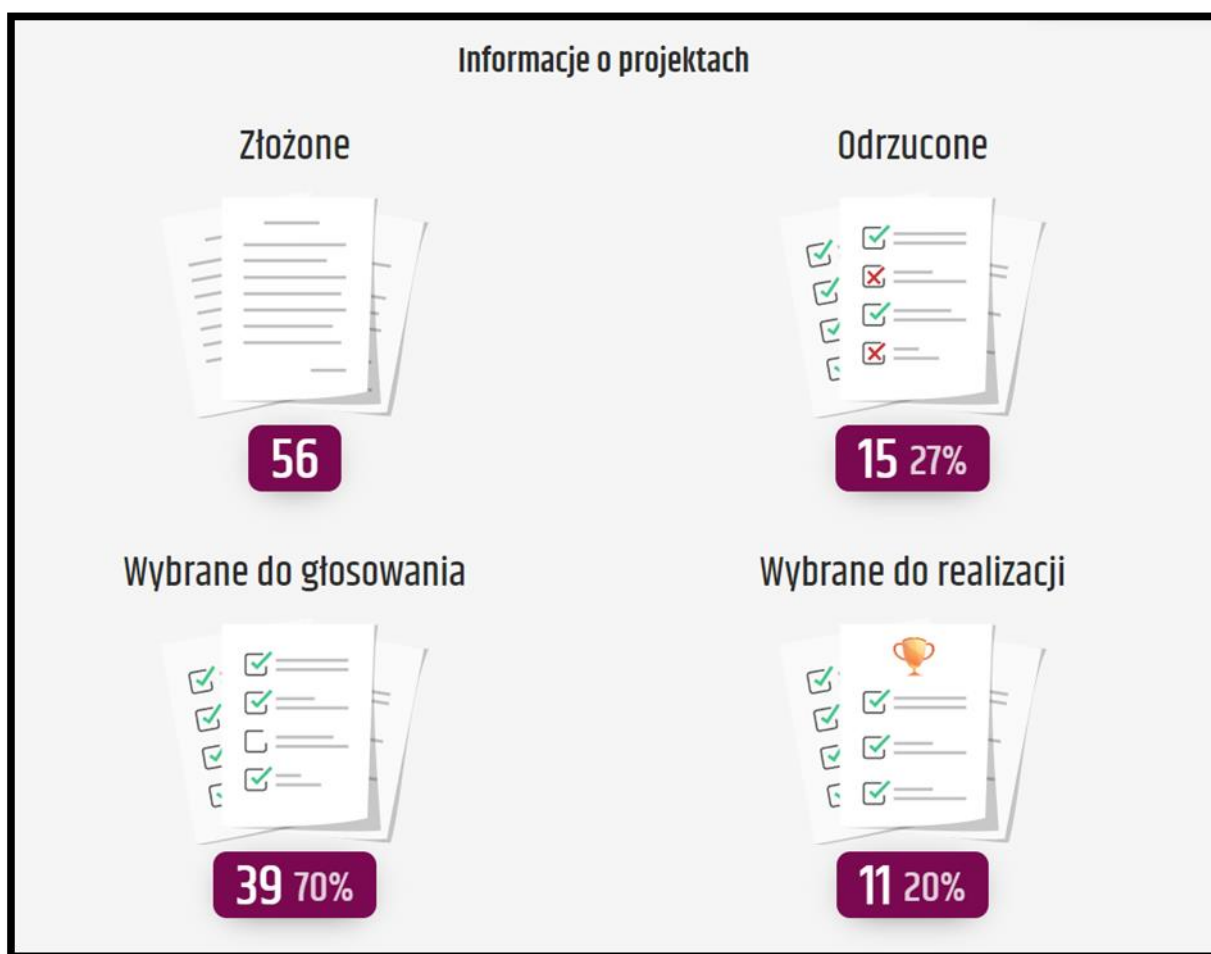 Informacje o projektach
Złożone
Odrzucone
56
15 27%
Wybrane do głosowania
Wybrane do realizacji
39 70%
11 20%